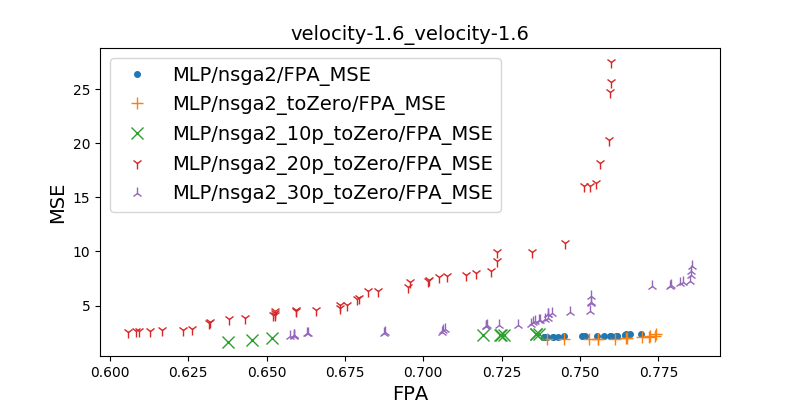 velocity-1.6_velocity-1.6
MLP/nsga2/FPA_MSE
MLP/nsga2_toZero/FPA_MSE
MLP/nsga2_10p_toZero/FPA_MSE
MLP/nsga2_20p_toZero/FPA_MSE
MLP/nsga2_30p_toZero/FPA_MSE
MSE
25
20
15
10
5
0.600 0.625 0.650 0.675 0.700 0.725 0.750 0.775
FPA